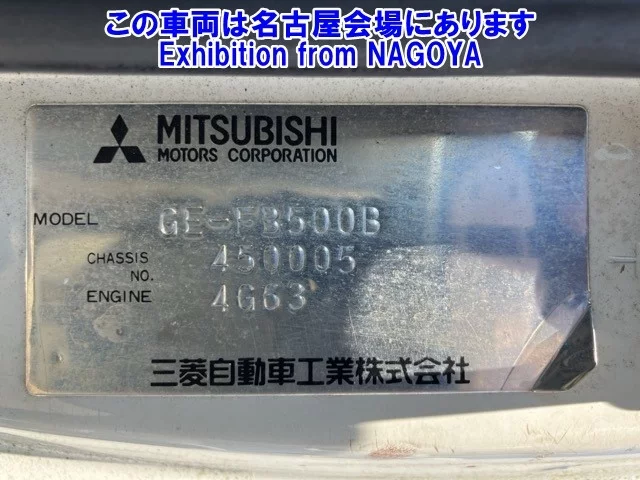 この車両は名古屋会場にあります
Exhibition from NAGOYA
MITSUBISHI
MOTORS CORPORATION
MODEL GE-FB500B
CHASSIS NO. 450005
ENGINE 4G63
三菱自動車工業株式会社